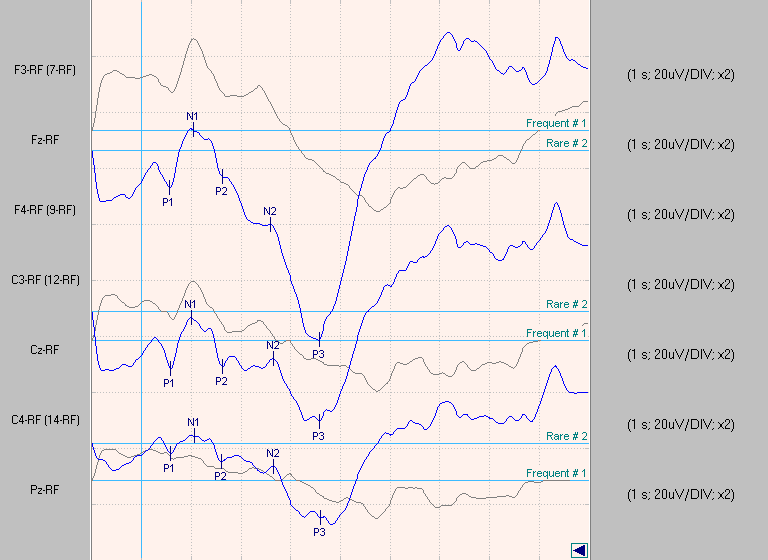 F3-RF (7-RF) (1 s; 20uV/DIV; x2)
N1
Frequent # 1
Fz-RF (1 s; 20uV/DIV; x2)
Rare # 2
P2
P1
F4-RF (9-RF) N2 (1 s; 20uV/DIV; x2)
C3-RF (12-RF) (1 s; 20uV/DIV; x2)
N1 Rare # 2
Frequent # 1
Cz-RF N2 P3 (1 s; 20uV/DIV; x2)
P1 P2
C4-RF (14-RF) N1 (1 s; 20uV/DIV; x2)
P3 Rare # 2
N2
P1
P2 Frequent # 1
Pz-RF (1 s; 20uV/DIV; x2)
P3